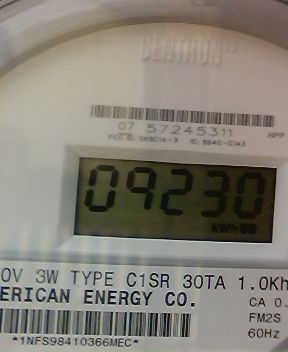 CENTRON®
07 57245311
HPP
09230
kWh
0V 3W TYPE C1SR 30TA 1.0Kh
ERICAN ENERGY CO.
CA 0.
FM2S
60Hz
*1NFS98410366MEC*